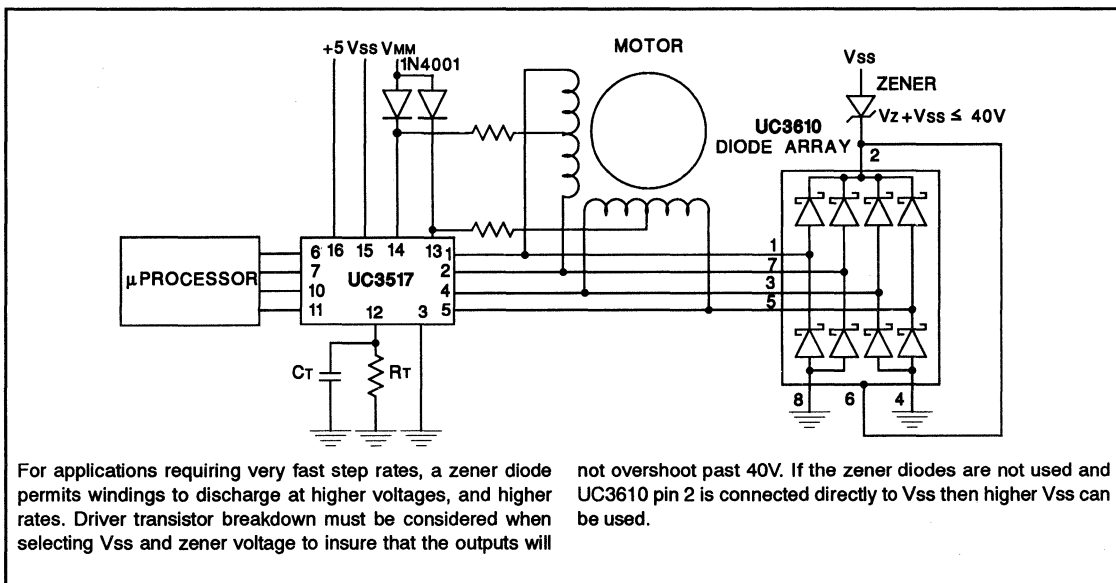 +5 VSS VMM
1N4001
MOTOR
VSS
ZENER
VZ+VSS ≤ 40V
UC3610
DIODE ARRAY
2
μPROCESSOR
6
7
10
11
16
15
14
13
UC3517
12
3
1
2
4
5
1
7
3
5
CT
RT
8
6
4
For applications requiring very fast step rates, a zener diode
permits windings to discharge at higher voltages, and higher
rates. Driver transistor breakdown must be considered when
selecting Vss and zener voltage to insure that the outputs will
not overshoot past 40V. If the zener diodes are not used and
UC3610 pin 2 is connected directly to Vss then higher Vss can
be used.